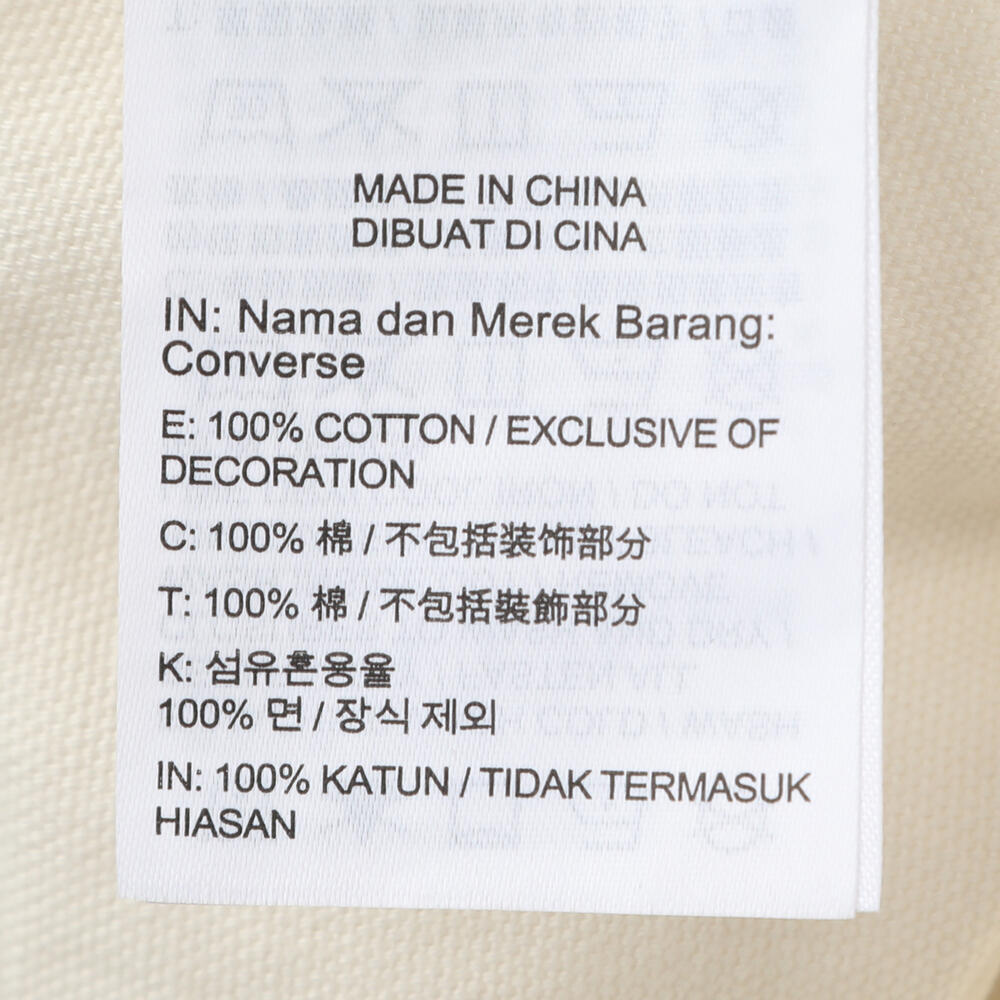 MADE IN CHINA
DIBUAT DI CINA
IN: Nama dan Merek Barang:
Converse
E: 100% COTTON / EXCLUSIVE OF
DECORATION
C: 100% 棉 / 不包括装饰部分
T: 100% 棉 / 不包括裝飾部分
K: 섬유혼용율
100% 면 / 장식 제외
IN: 100% KATUN / TIDAK TERMASUK
HIASAN